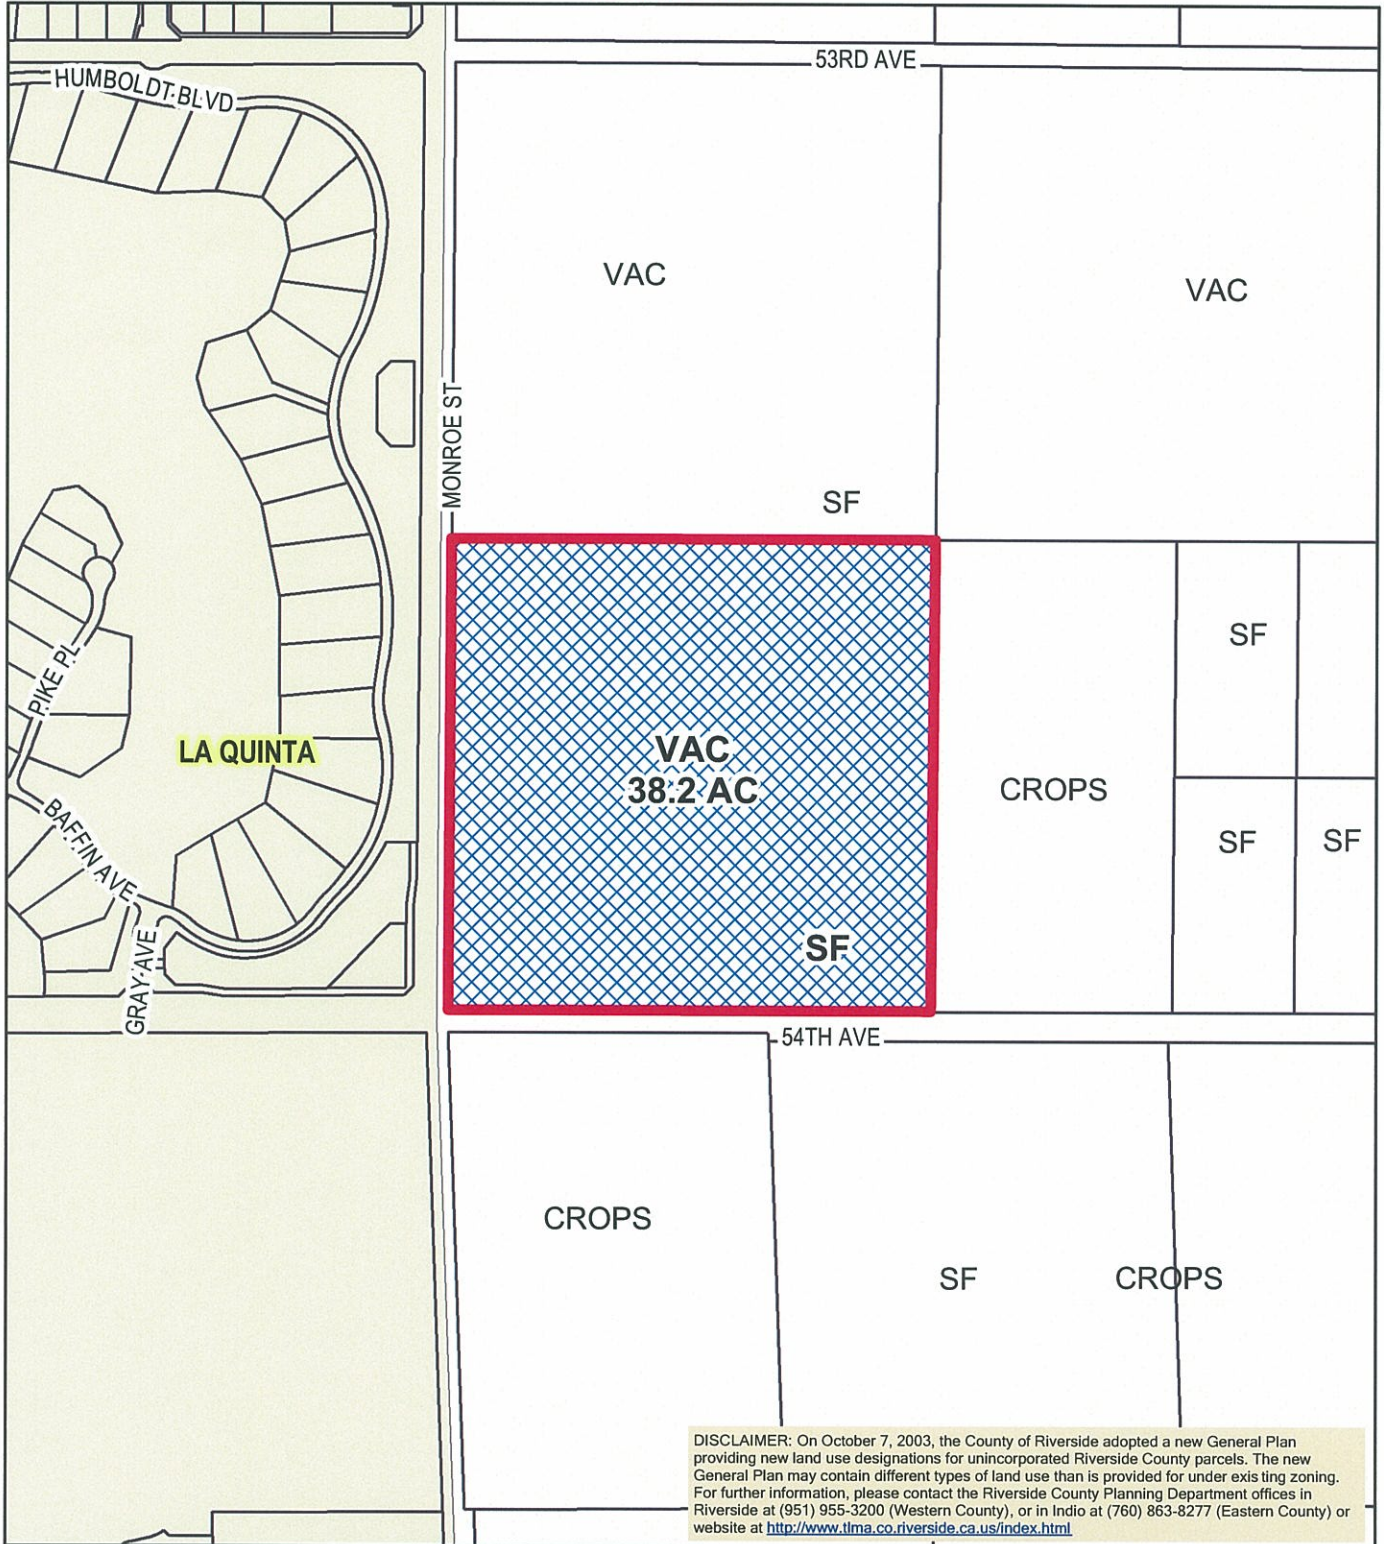 53RD AVE
HUMBOLDT BLVD
VAC
VAC
MONROE ST
SF
SF
PIKE PL
LA QUINTA
VAC
38.2 AC
CROPS
BAFFIN AVE
SF
SF
GRAY AVE
SF
54TH AVE
CROPS
SF
CROPS
DISCLAIMER: On October 7, 2003, the County of Riverside adopted a new General Plan
providing new land use designations for unincorporated Riverside County parcels. The new
General Plan may contain different types of land use than is provided for under exis ting zoning.
For further information, please contact the Riverside County Planning Department offices in
Riverside at (951) 955-3200 (Western County), or in Indio at (760) 863-8277 (Eastern County) or
website at http://www.tlma.co.riverside.ca.us/index.html